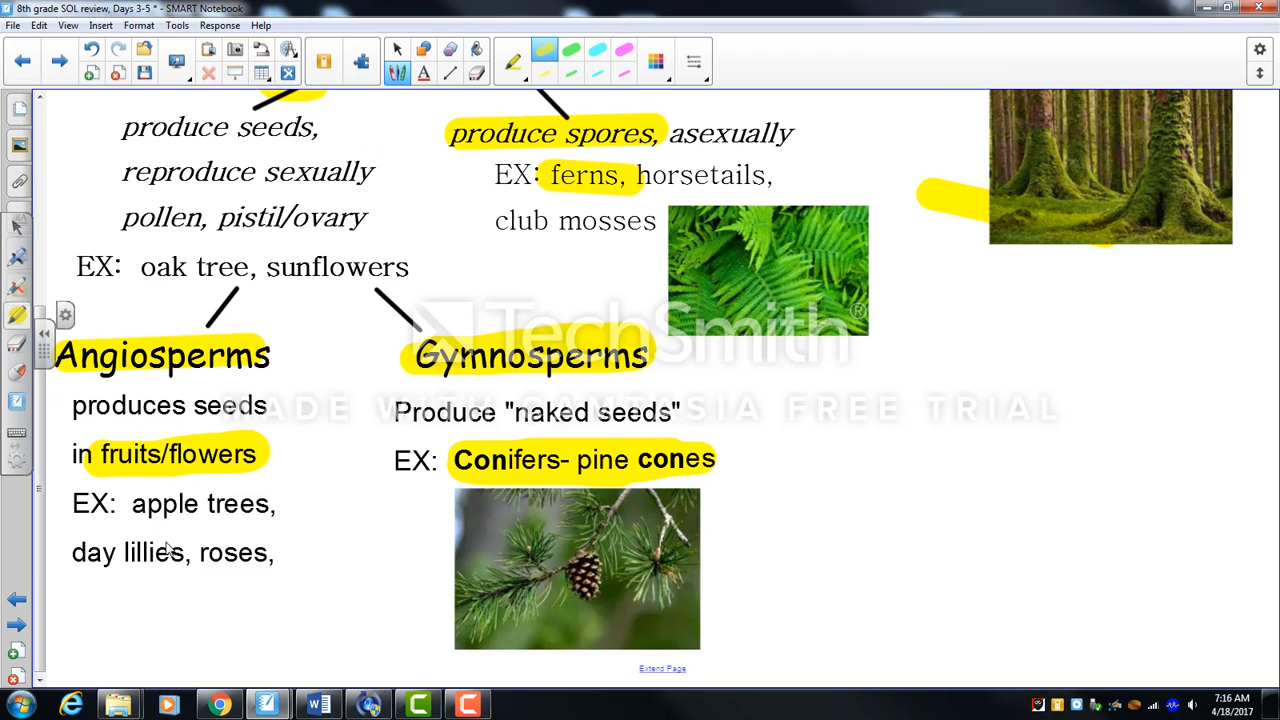 8th grade SOL review, Days 3-5 * - SMART Notebook
File Edit View Insert Format Tools Response Help
produce seeds,
reproduce sexually
pollen, pistil/ovary
EX: oak tree, sunflowers
produce spores, asexually
EX: ferns, horsetails,
club mosses
TechSmith®
MADE WITH CAMTASIA FREE TRIAL
Angiosperms
produces seeds
in fruits/flowers
EX: apple trees,
day lillies, roses,
Gymnosperms
Produce "naked seeds"
EX: Conifers- pine cones
Extend Page
7:16 AM
4/18/2017